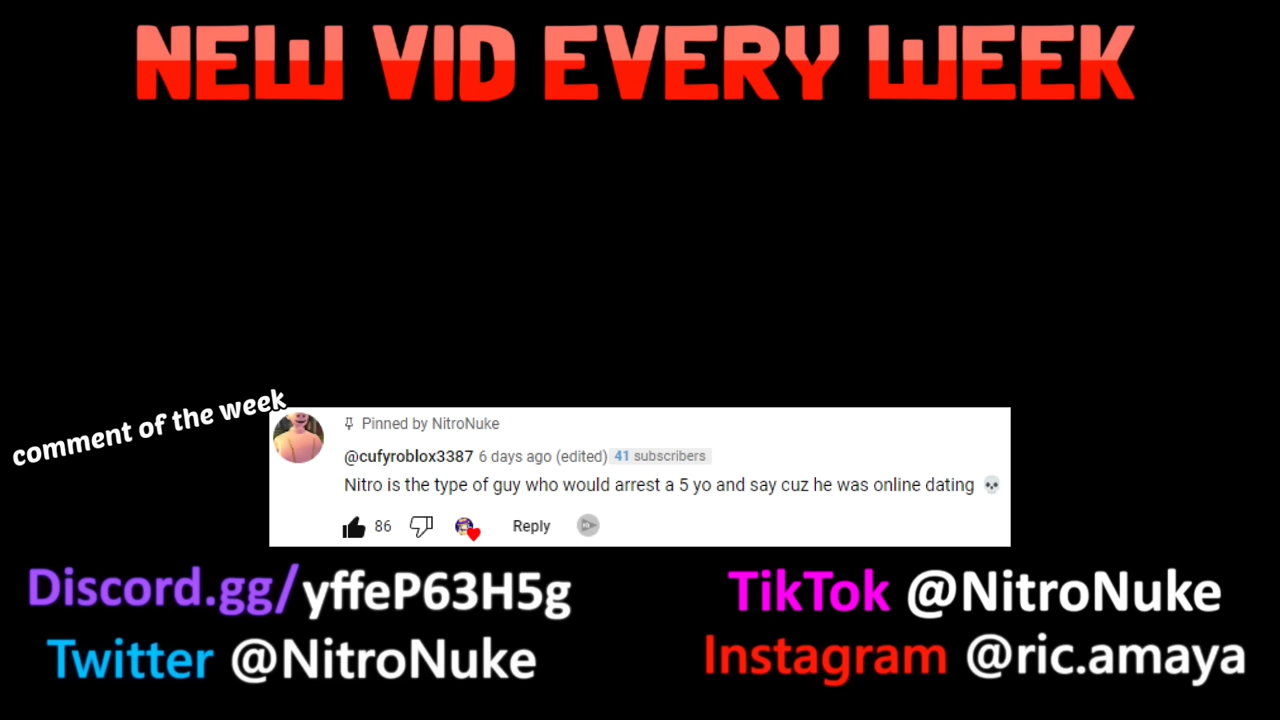 NEW VID EVERY WEEK
comment of the week
Pinned by NitroNuke
@cufyroblox3387 6 days ago (edited) 41 subscribers
Nitro is the type of guy who would arrest a 5 yo and say cuz he was online dating 💀
86 Reply
Discord.gg/yffeP63H5g
TikTok @NitroNuke
Twitter @NitroNuke
Instagram @ric.amaya